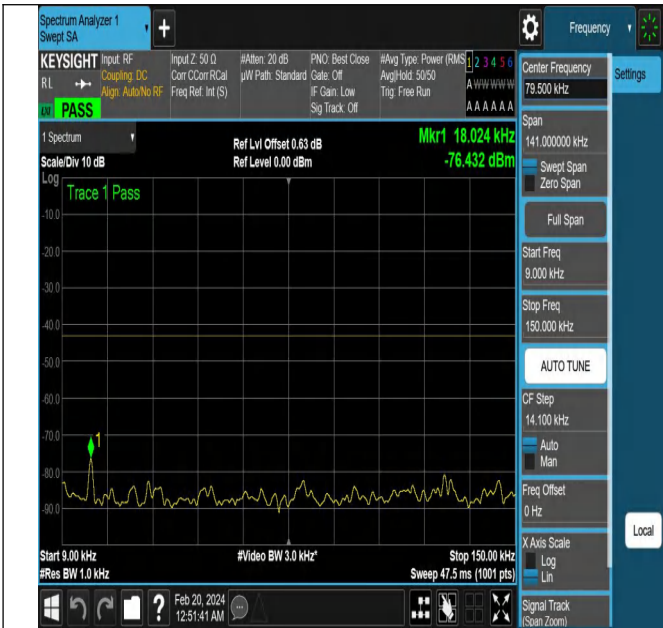 Spectrum Analyzer 1
Swept SA
Frequency
KEYSIGHT
RL
PASS
Input: RF
Coupling: DC
Align: Auto/No RF
Input Z: 50 Ω
Corr CCorr RCal
Freq Ref: Int (S)
#Atten: 20 dB
µW Path: Standard
PNO: Best Close
Gate: Off
IF Gain: Low
Sig Track: Off
#Avg Type: Power (RMS
Avg|Hold: 50/50
Trig: Free Run
1 2 3 4 5 6
A W W W W W
A A A A A A
1 Spectrum
Scale/Div 10 dB
Log
Ref Lvl Offset 0.63 dB
Ref Level 0.00 dBm
Mkr1 18.024 kHz
-76.432 dBm
Trace 1 Pass
-10.0
-20.0
-30.0
-40.0
-50.0
-60.0
-70.0
-80.0
-90.0
1
Start 9.00 kHz
#Res BW 1.0 kHz
#Video BW 3.0 kHz*
Stop 150.00 kHz
Sweep 47.5 ms (1001 pts)
Feb 20, 2024
12:51:41 AM
Center Frequency
79.500 kHz
Settings
Span
141.000000 kHz
Swept Span
Zero Span
Full Span
Start Freq
9.000 kHz
Stop Freq
150.000 kHz
AUTO TUNE
CF Step
14.100 kHz
Auto
Man
Freq Offset
0 Hz
X Axis Scale
Log
Lin
Local
Signal Track
(Span Zoom)